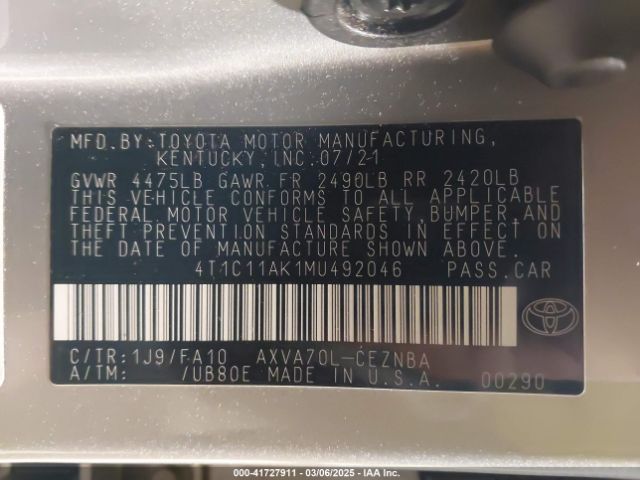 MFD. BY: TOYOTA MOTOR MANUFACTURING,
KENTUCKY, INC. 07/21
GVWR 4475LB GAWR FR 2490LB RR 2420LB
THIS VEHICLE CONFORMS TO ALL APPLICABLE
FEDERAL MOTOR VEHICLE SAFETY, BUMPER, AND
THEFT PREVENTION STANDARDS IN EFFECT ON
THE DATE OF MANUFACTURE SHOWN ABOVE.
4T1C11AK1MU492046 PASS.CAR
C/TR: 1J9/FA10 AXVA70L-CEZNBA
A/TM: /UB80E MADE IN U.S.A. 00290
000-41727911 - 03/06/2025 - IAA Inc.